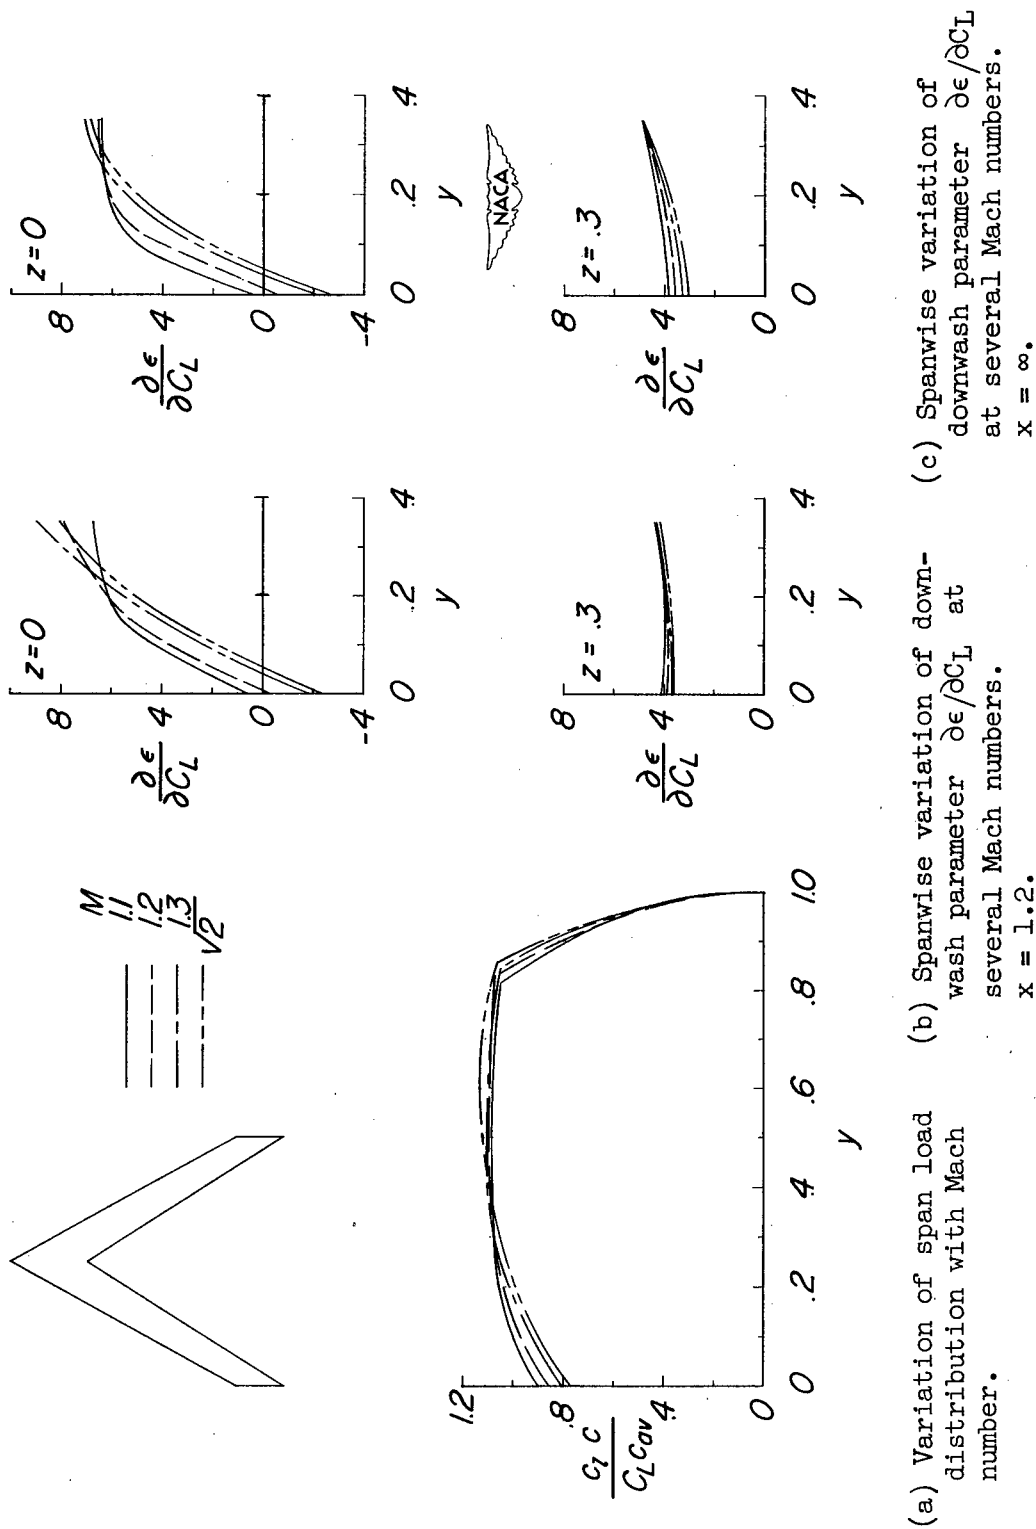 M
1.1
1.2
1.3
√2
c_l c
C_L c_av
1.2
.8
.4
0
0 .2 .4 .6 .8 1.0
y
(a) Variation of span load
distribution with Mach
number.
z=0
∂ϵ
∂C_L
8
4
0
-4
0 .2 .4
y
z = .3
∂ϵ
∂C_L
8
4
0
0 .2 .4
y
(b) Spanwise variation of down-
wash parameter ∂ϵ/∂C_L at
several Mach numbers.
x = 1.2.
z=0
∂ϵ
∂C_L
8
4
0
-4
0 .2 .4
y
NACA
z = .3
∂ϵ
∂C_L
8
4
0
0 .2 .4
y
(c) Spanwise variation of
downwash parameter ∂ϵ/∂C_L
at several Mach numbers.
x = ∞.